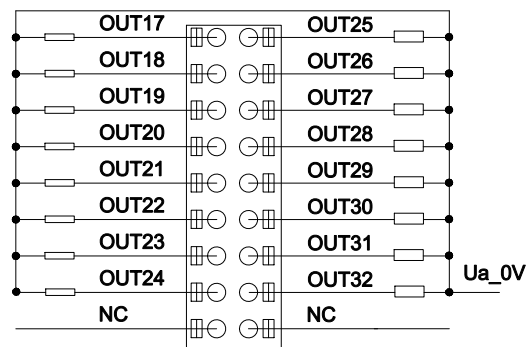 OUT17 OUT25
OUT18 OUT26
OUT19 OUT27
OUT20 OUT28
OUT21 OUT29
OUT22 OUT30
OUT23 OUT31
OUT24 OUT32 Ua_0V
NC NC